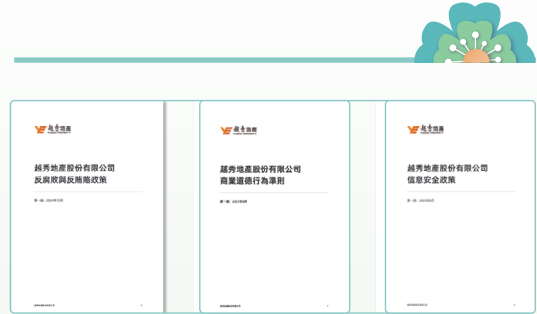 越秀地產
越秀地產股份有限公司
反腐敗與反賄賂政策
越秀地產
越秀地產股份有限公司
商業道德行為準則
越秀地產
越秀地產股份有限公司
信息安全政策